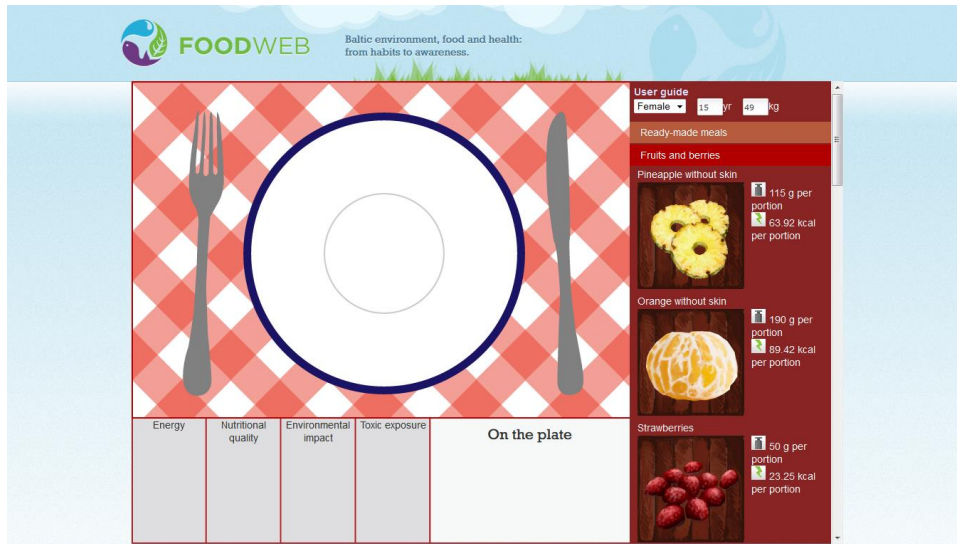 FOODWEB
Baltic environment, food and health:
from habits to awareness.
User guide
Female 15 yr 49 kg
Ready-made meals
Fruits and berries
Pineapple without skin
115 g per
portion
63.92 kcal
per portion
Orange without skin
190 g per
portion
89.42 kcal
per portion
Strawberries
50 g per
portion
23.25 kcal
per portion
Energy
Nutritional
quality
Environmental
impact
Toxic exposure
On the plate